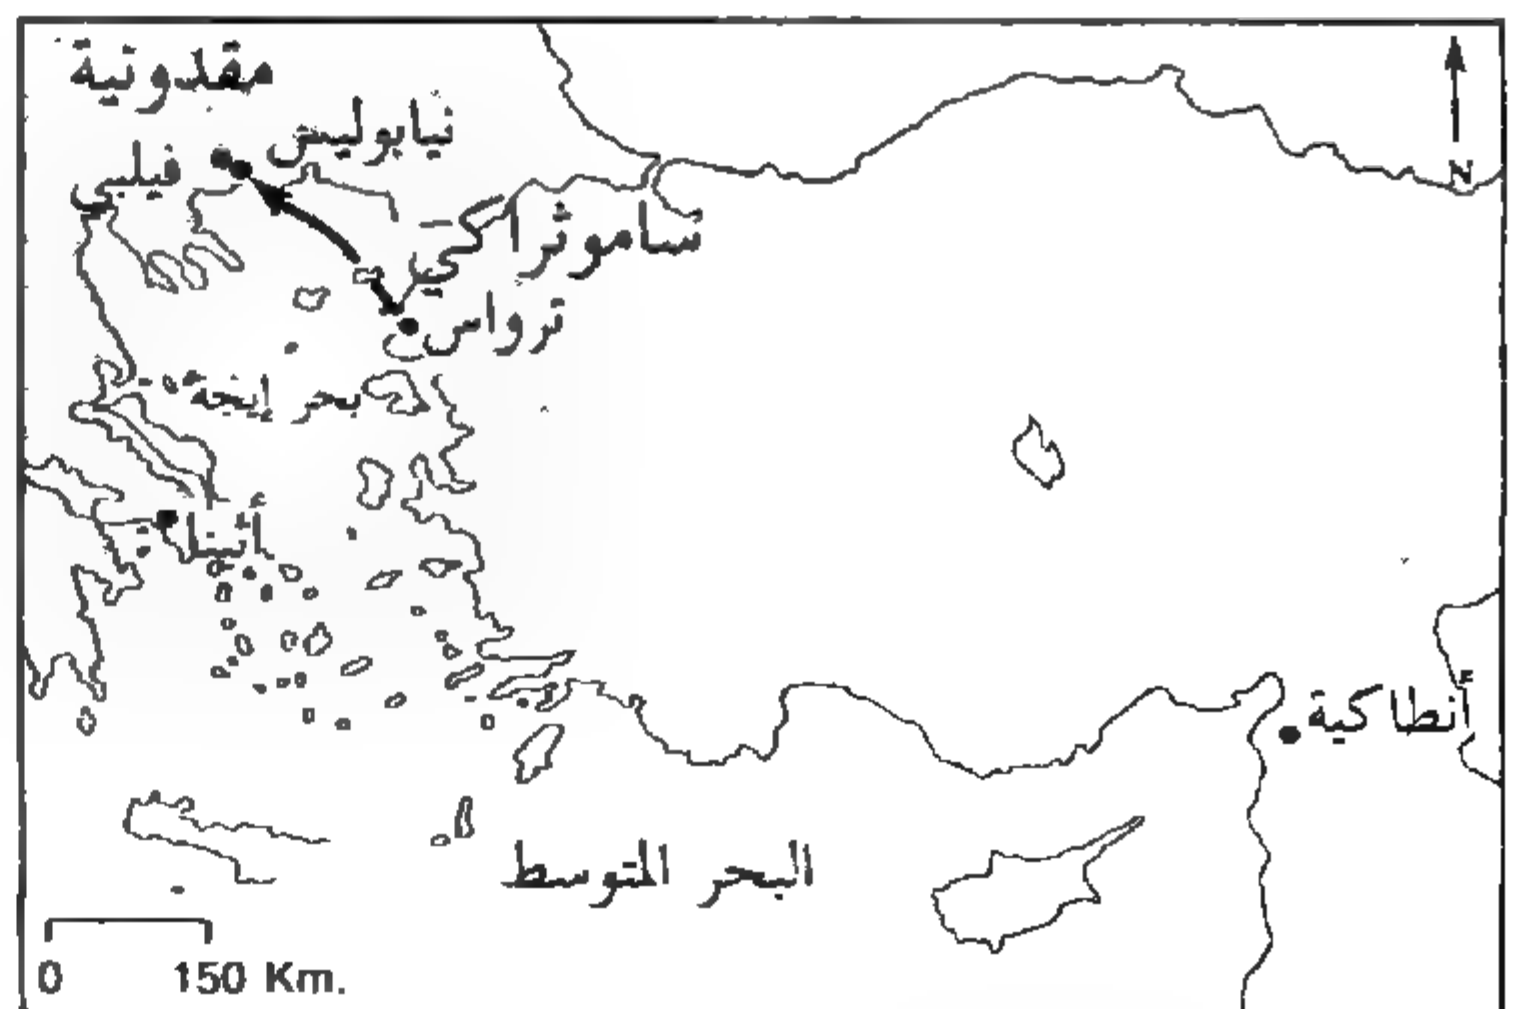 مقدونية
نيابوليس
فيلبي
ساموثراكي
ترواس
بحر إيجة
أثينا
أنطاكية
البحر المتوسط
N
0 150 Km.